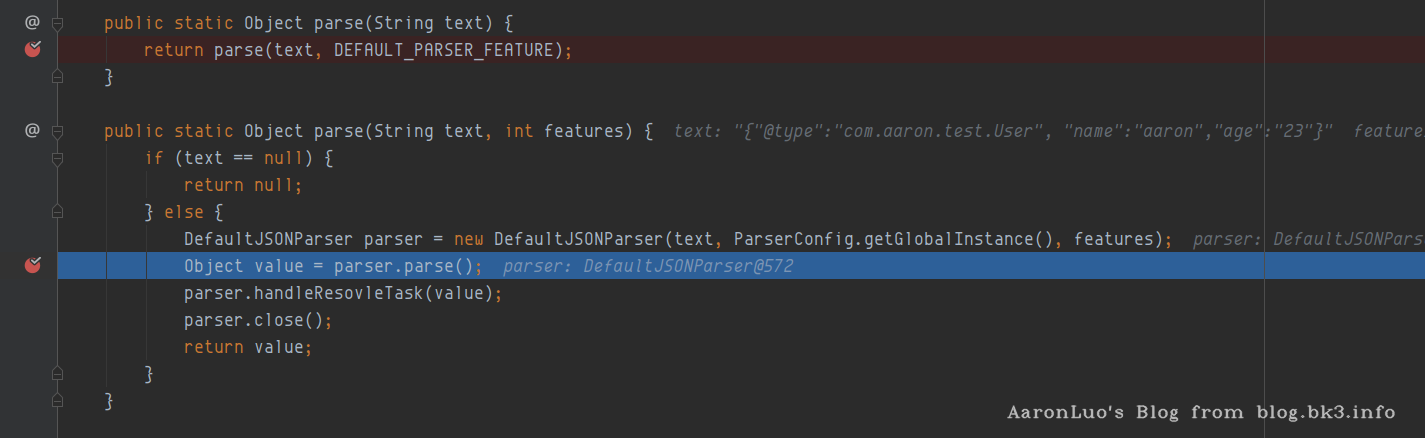 @ public static Object parse(String text) {
return parse(text, DEFAULT_PARSER_FEATURE);
}
@ public static Object parse(String text, int features) { text: "{"@type":"com.aaron.test.User", "name":"aaron","age":"23"}" feature
if (text == null) {
return null;
} else {
DefaultJSONParser parser = new DefaultJSONParser(text, ParserConfig.getGlobalInstance(), features); parser: DefaultJSONPars
Object value = parser.parse(); parser: DefaultJSONParser@572
parser.handleResovleTask(value);
parser.close();
return value;
}
}
AaronLuo's Blog from blog.bk3.info